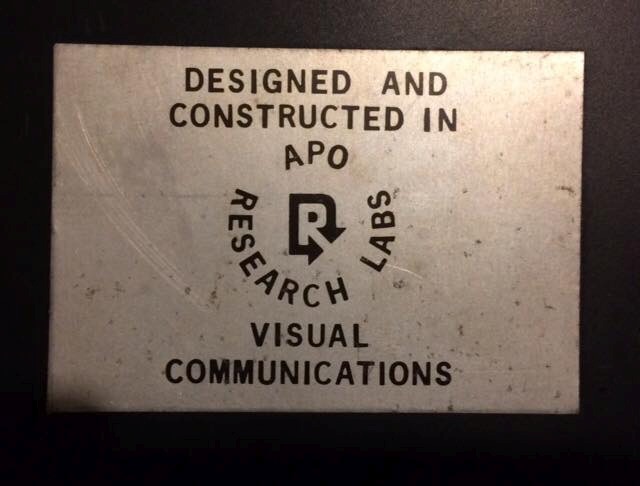 DESIGNED AND
CONSTRUCTED IN
APO
R
RESEARCH LABS
VISUAL
COMMUNICATIONS